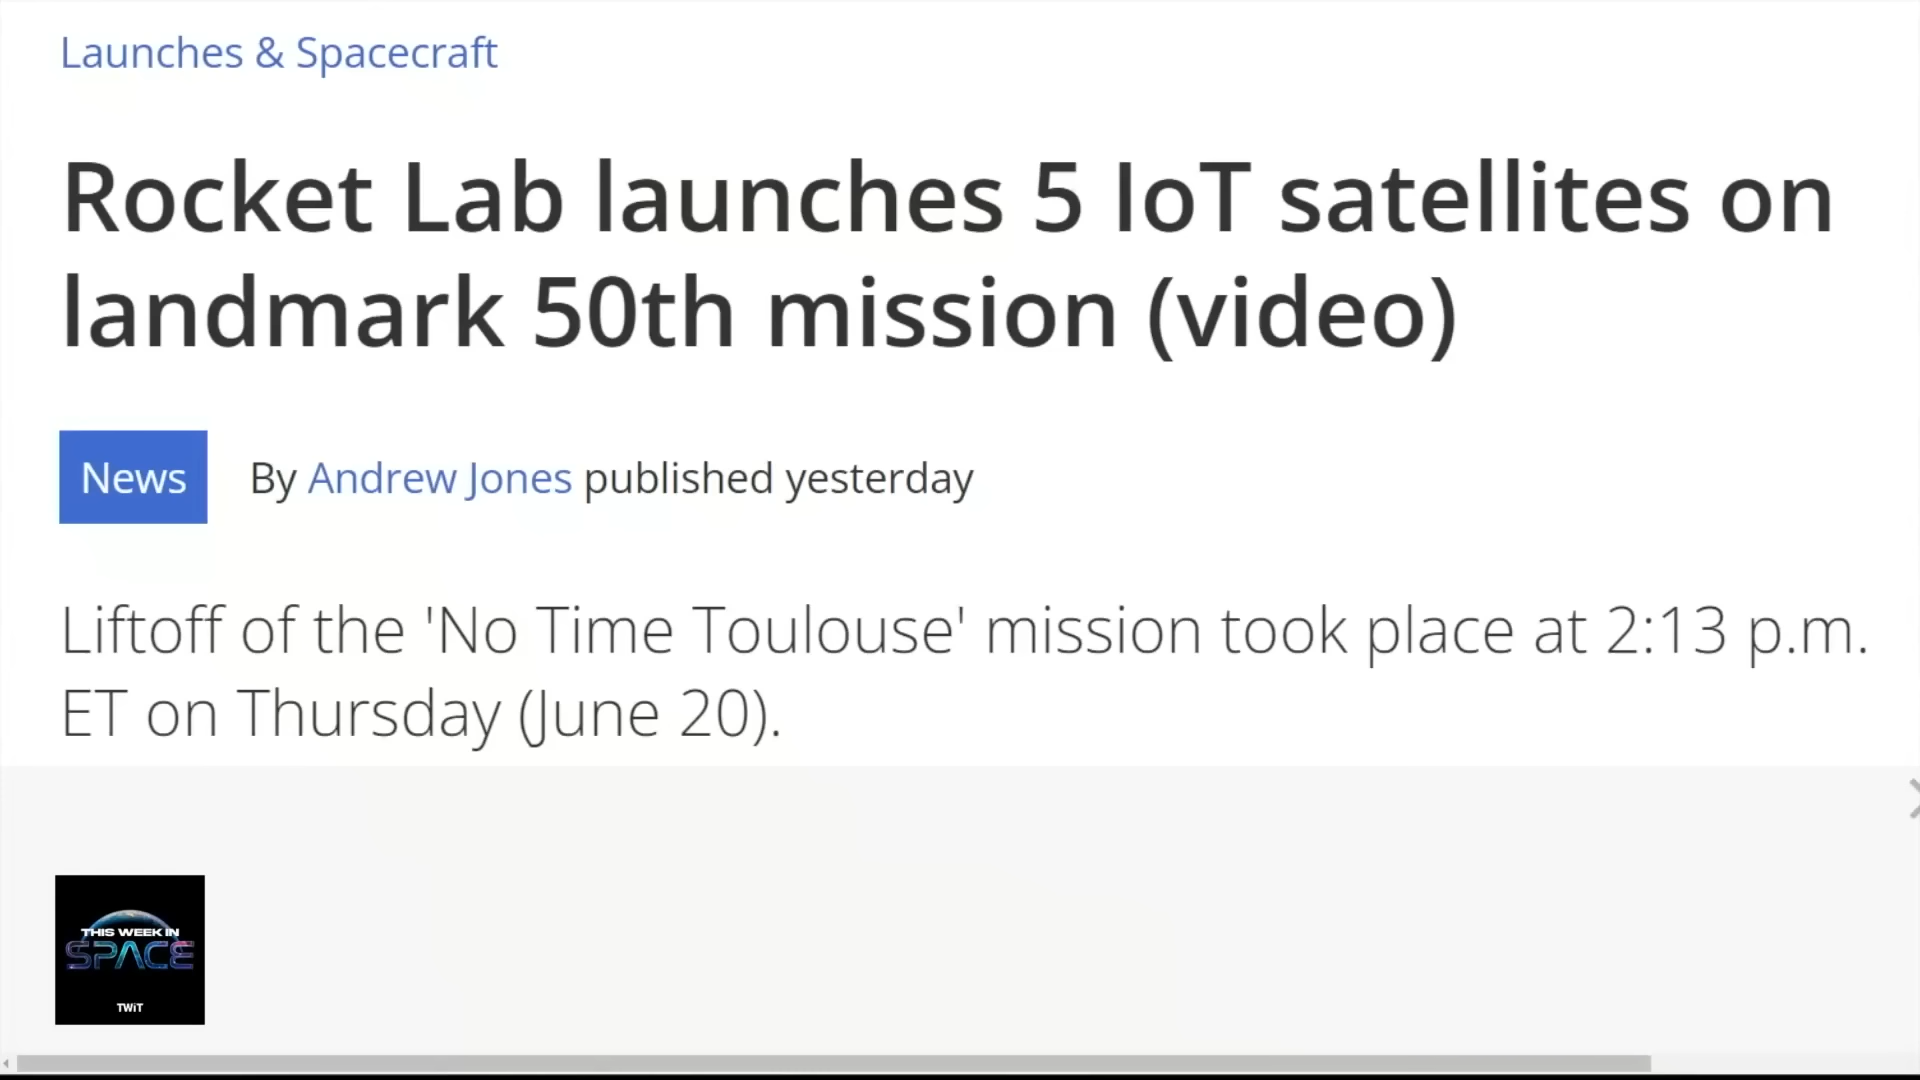 Launches & Spacecraft
Rocket Lab launches 5 IoT satellites on
landmark 50th mission (video)
News By Andrew Jones published yesterday
Liftoff of the 'No Time Toulouse' mission took place at 2:13 p.m.
ET on Thursday (June 20).
THIS WEEK IN
SPACE
TWiT